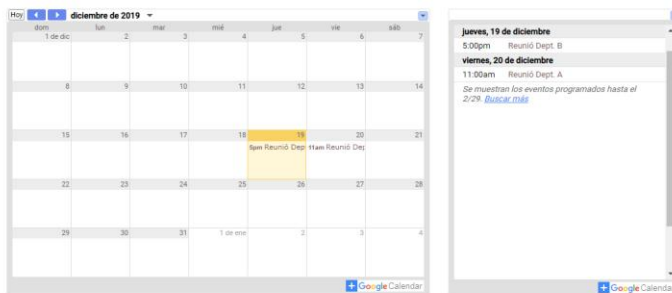 Hoy diciembre de 2019
dom lun mar mié jue vie sáb
1 de dic 2 3 4 5 6 7
8 9 10 11 12 13 14
15 16 17 18 19 20 21
5pm Reunió Dep 11am Reunió Dep
22 23 24 25 26 27 28
29 30 31 1 de ene 2 3 4
Google Calendar
jueves, 19 de diciembre
5:00pm Reunió Dept. B
viernes, 20 de diciembre
11:00am Reunió Dept. A
Se muestran los eventos programados hasta el
2/29. Buscar más
Google Calenda